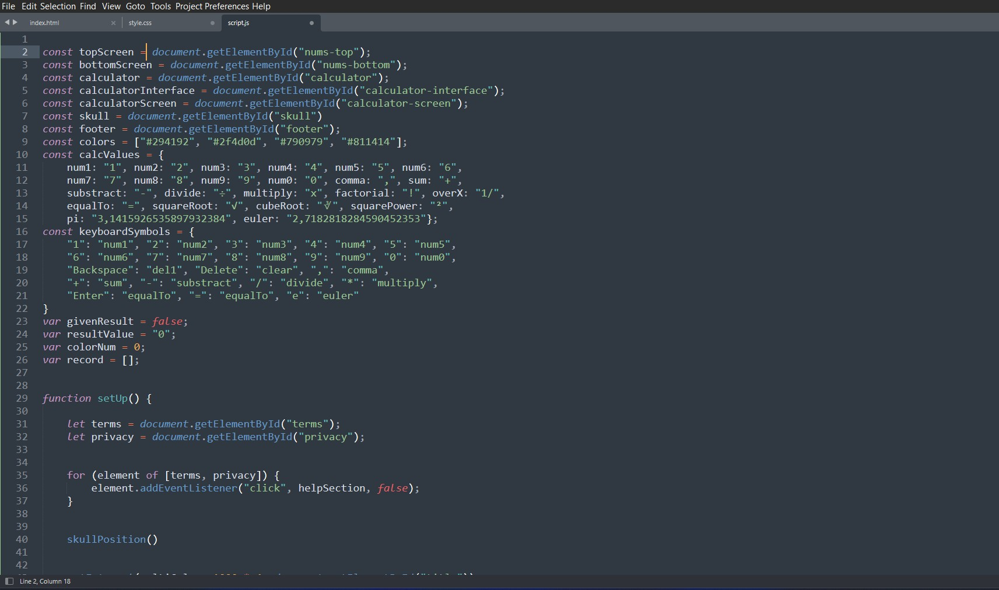 File Edit Selection Find View Goto Tools Project Preferences Help
index.html × style.css script.js
1
2 const topScreen = document.getElementById("nums-top");
3 const bottomScreen = document.getElementById("nums-bottom");
4 const calculator = document.getElementById("calculator");
5 const calculatorInterface = document.getElementById("calculator-interface");
6 const calculatorScreen = document.getElementById("calculator-screen");
7 const skull = document.getElementById("skull")
8 const footer = document.getElementById("footer");
9 const colors = ["#294192", "#2f4d0d", "#790979", "#811414"];
10 const calcValues = {
11 num1: "1", num2: "2", num3: "3", num4: "4", num5: "5", num6: "6",
12 num7: "7", num8: "8", num9: "9", num0: "0", comma: ",", sum: "+",
13 substract: "-", divide: "÷", multiply: "x", factorial: "!", overX: "1/",
14 equalTo: "=", squareRoot: "√", cubeRoot: "∛", squarePower: "²",
15 pi: "3,1415926535897932384", euler: "2,7182818284590452353"};
16 const keyboardSymbols = {
17 "1": "num1", "2": "num2", "3": "num3", "4": "num4", "5": "num5",
18 "6": "num6", "7": "num7", "8": "num8", "9": "num9", "0": "num0",
19 "Backspace": "del1", "Delete": "clear", ",": "comma",
20 "+": "sum", "-": "substract", "/": "divide", "*": "multiply",
21 "Enter": "equalTo", "=": "equalTo", "e": "euler"
22 }
23 var givenResult = false;
24 var resultValue = "0";
25 var colorNum = 0;
26 var record = [];
27
28
29 function setUp() {
30
31 let terms = document.getElementById("terms");
32 let privacy = document.getElementById("privacy");
33
34
35 for (element of [terms, privacy]) {
36 element.addEventListener("click", helpSection, false);
37 }
38
39
40 skullPosition()
41
42
Line 2, Column 18